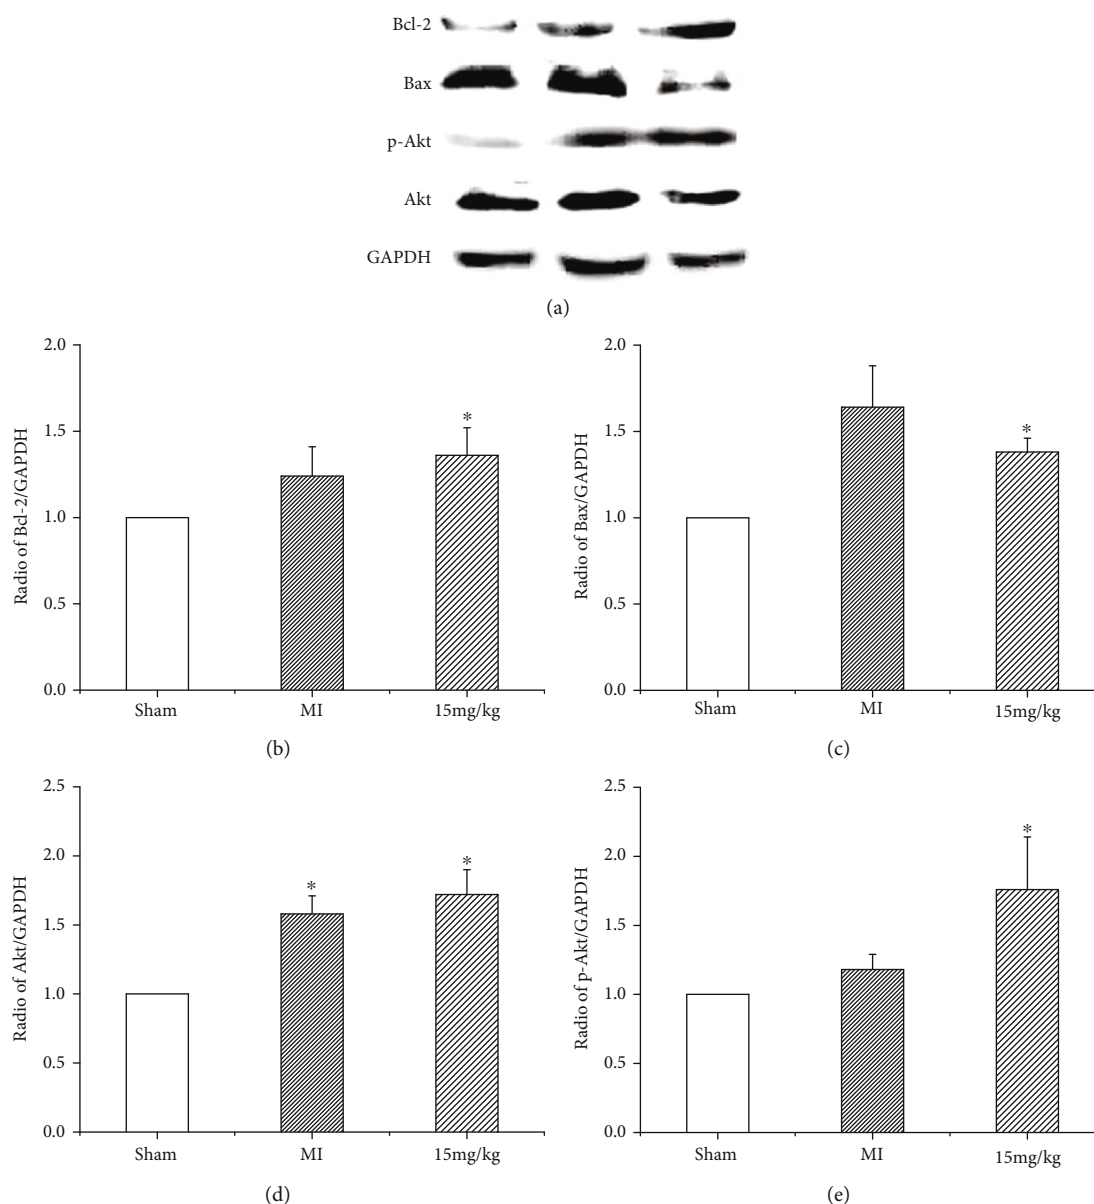 Bcl-2
Bax
p-Akt
Akt
GAPDH
(a)
Radio of Bcl-2/GAPDH
2.0
1.5
1.0
0.5
0.0
*
Sham MI 15mg/kg
(b)
Radio of Bax/GAPDH
2.0
1.5
1.0
0.5
0.0
*
Sham MI 15mg/kg
(c)
Radio of Akt/GAPDH
2.5
2.0
1.5
1.0
0.5
0.0
* *
Sham MI 15mg/kg
(d)
Radio of p-Akt/GAPDH
2.5
2.0
1.5
1.0
0.5
0.0
*
Sham MI 15mg/kg
(e)